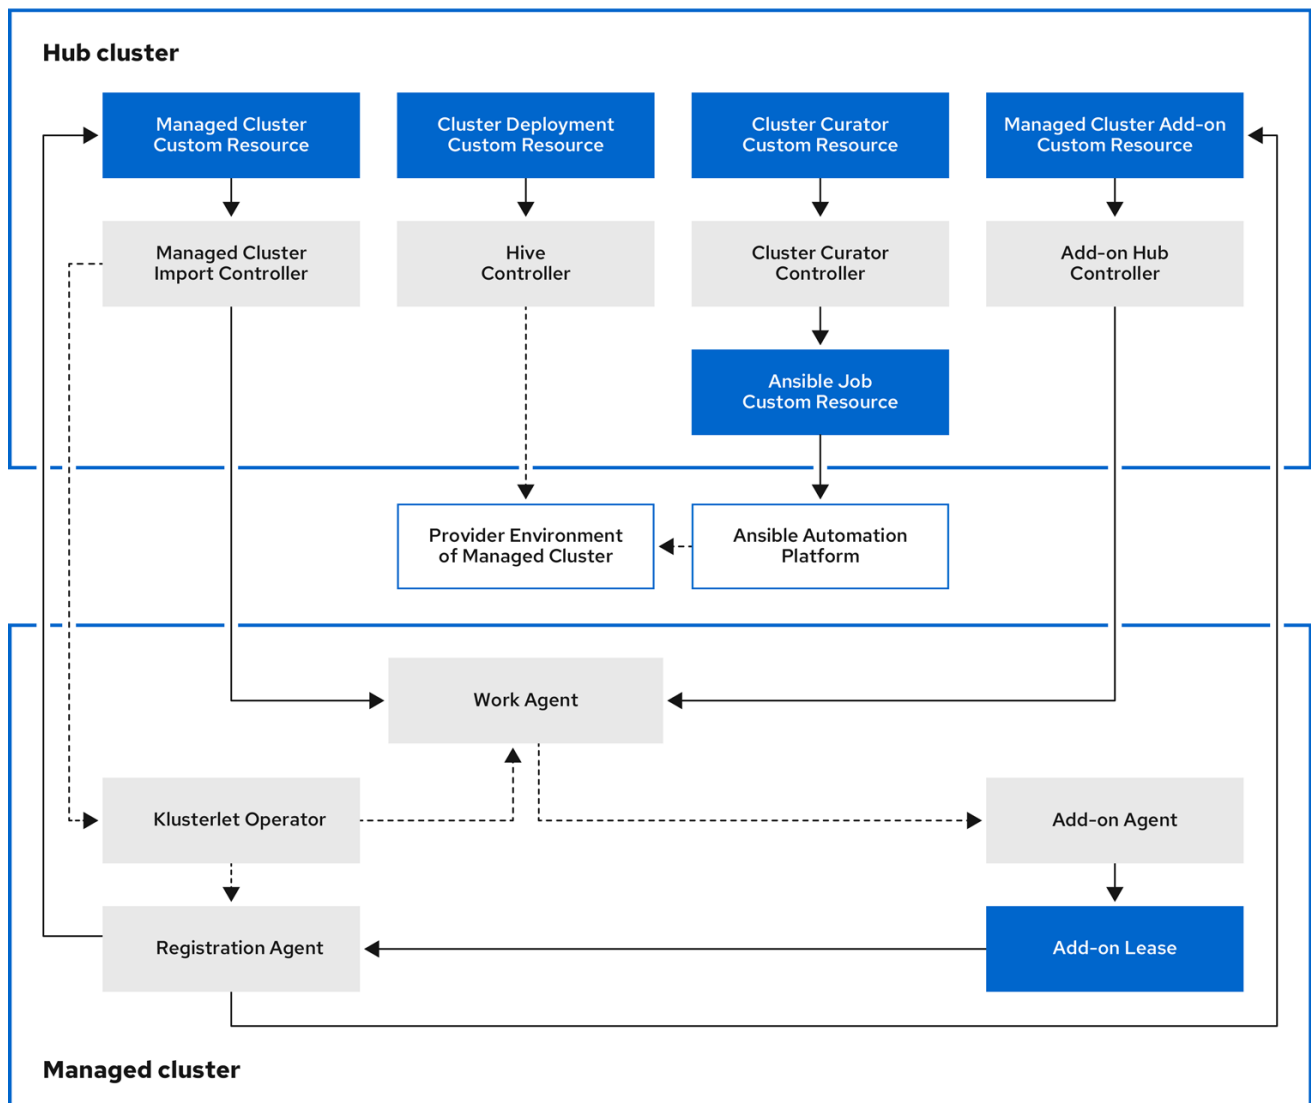 Hub cluster
Managed Cluster
Custom Resource
Cluster Deployment
Custom Resource
Cluster Curator
Custom Resource
Managed Cluster Add-on
Custom Resource
Managed Cluster
Import Controller
Hive
Controller
Cluster Curator
Controller
Add-on Hub
Controller
Ansible Job
Custom Resource
Provider Environment
of Managed Cluster
Ansible Automation
Platform
Work Agent
Klusterlet Operator
Add-on Agent
Registration Agent
Add-on Lease
Managed cluster